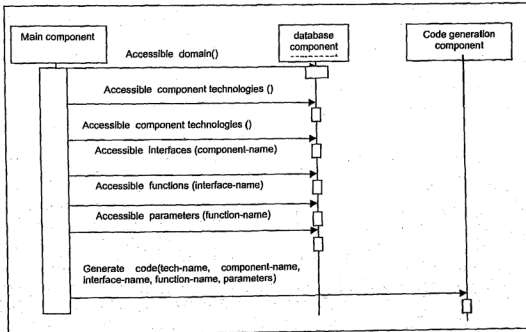 Main component
database
component
Code generation
component
Accessible domain()
Accessible component technologies ()
Accessible component technologies ()
Accessible interfaces (component-name)
Accessible functions (interface-name)
Accessible parameters (function-name)
Generate code(tech-name, component-name,
interface-name, function-name, parameters)